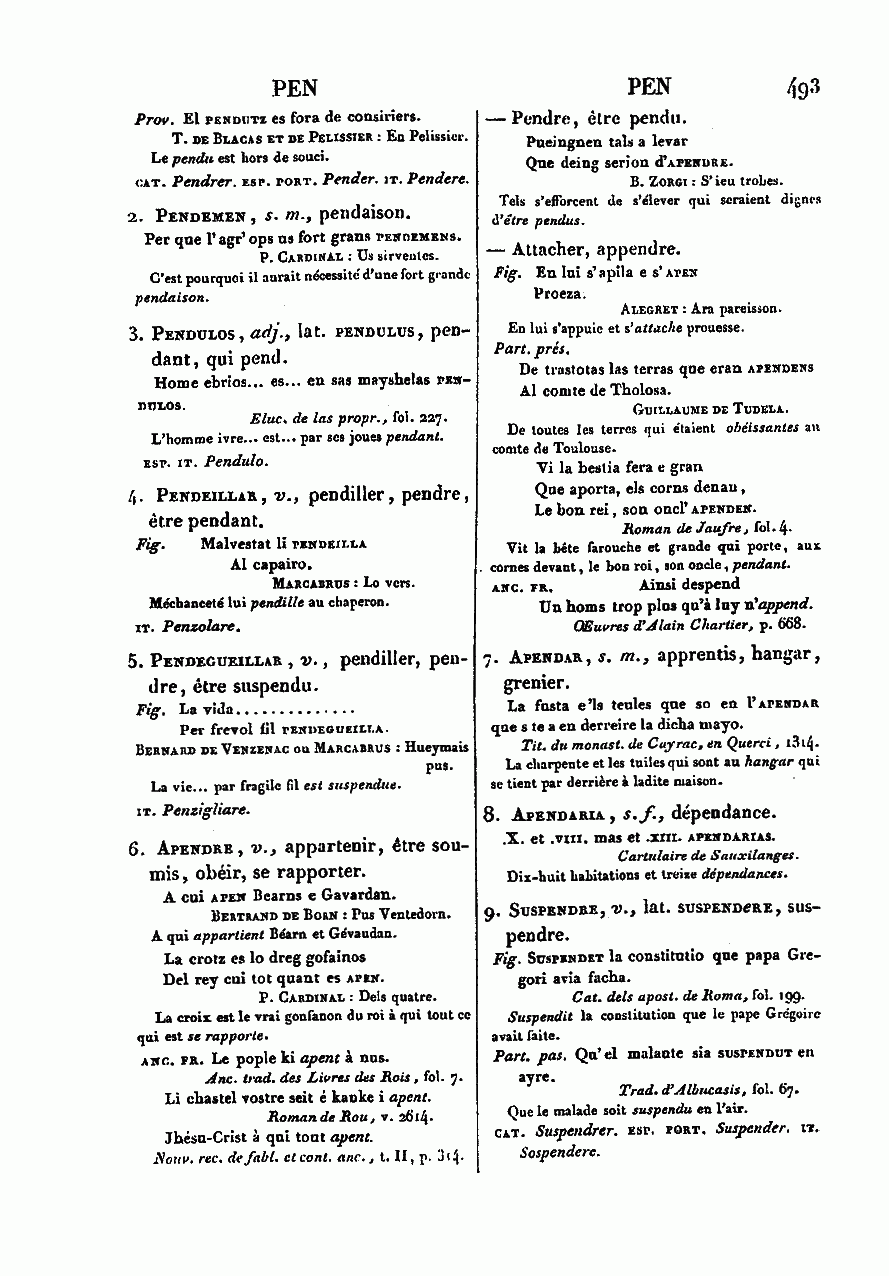 PEN
PEN 493
Prov. El PENDUTZ es fora de consiriers.
T. DE BLACAS ET DE PELISSIER : En Pelissier.
Le pendu est hors de souci.
CAT. Pendrer. ESP. PORT. Pender. IT. Pendere.
2. PENDEMEN, s. m., pendaison.
Per que l'agr' ops us fort grans PENDEMENS.
P. CARDINAL : Us sirventes.
C'est pourquoi il aurait nécessité d'une fort grande
pendaison.
3. PENDULOS, adj., lat. PENDULUS, pen-
dant, qui pend.
Home ebrios... es... en sas mayshelas PEN-
DULOS.
Eluc. de las propr., fol. 227.
L'homme ivre... est... par ses joues pendant.
ESP. IT. Pendulo.
4. PENDEILLAR, v., pendiller, pendre,
être pendant.
Fig. Malvestat li PENDEILLA
Al capairo.
MARCABRUS : Lo vers.
Méchanceté lui pendille au chaperon.
IT. Penzolare.
5. PENDEGUEILLAR, v., pendiller, pen-
dre, être suspendu.
Fig. La vida..............
Per frevol fil PENDEGUEILLA.
BERNARD DE VENZENAC ou MARCABRUS : Hueymais
pus.
La vie... par fragile fil est suspendue.
IT. Penzigliare.
6. APENDRE, v., appartenir, être sou-
mis, obéir, se rapporter.
A cui APEN Bearns e Gavardan.
BERTRAND DE BORN : Pus Ventedorn.
A qui appartient Béarn et Gévaudan.
La crotz es lo dreg gofainos
Del rey cui tot quant es APEN.
P. CARDINAL : Dels quatre.
La croix est le vrai gonfanon du roi à qui tout ce
qui est se rapporte.
ANC. FR. Le pople ki apent à nus.
Anc. trad. des Livres des Rois, fol. 7.
Li chastel vostre seit é kanke i apent.
Roman de Rou, v. 2614.
Jhésu-Crist à qui tout apent.
Nouv. rec. de fabl. et cont. anc., t. II, p. 314.
— Pendre, être pendu.
Pueingnen tals a levar
Que deing serion d'APENDRE.
B. ZORGI : S'ieu trobes.
Tels s'efforcent de s'élever qui seraient dignes
d'être pendus.
— Attacher, appendre.
Fig. En lui s'apila e s'APEN
Proeza.
ALEGRET : Ara pareisson.
En lui s'appuie et s'attache prouesse.
Part. prés.
De trastotas las terras que eran APENDENS
Al comte de Tholosa.
GUILLAUME DE TUDELA.
De toutes les terres qui étaient obéissantes au
comte de Toulouse.
Vi la bestia fera e gran
Que aporta, els corns denau,
Le bon rei, son oncl' APENDEN.
Roman de Jaufre, fol. 4.
Vit la bête farouche et grande qui porte, aux
cornes devant, le bon roi, son oncle, pendant.
ANC. FR. Ainsi despend
Un homs trop plus qu'à luy n'append.
Œuvres d'Alain Chartier, p. 668.
7. APENDAR, s. m., apprentis, hangar,
grenier.
La fusta e'ls teules que so en l'APENDAR
que s te a en derreire la dicha mayo.
Tit. du monast. de Cuyrac, en Querci, 1314.
La charpente et les tuiles qui sont au hangar qui
se tient par derrière à ladite maison.
8. APENDARIA, s. f., dépendance.
.X. et .VIII. mas et .XIII. APENDARIAS.
Cartulaire de Sauxilanges.
Dix-huit habitations et treize dépendances.
9. SUSPENDRE, v., lat. SUSPENDeRE, sus-
pendre.
Fig. SUSPENDET la constitutio que papa Gre-
gori avia facha.
Cat. dels apost. de Roma, fol. 199.
Suspendit la constitution que le pape Grégoire
avait faite.
Part. pas. Qu'el malaute sia SUSPENDUT en
ayre.
Trad. d'Albucasis, fol. 67.
Que le malade soit suspendu en l'air.
CAT. Suspendrer. ESP. PORT. Suspender. IT.
Sospendere.